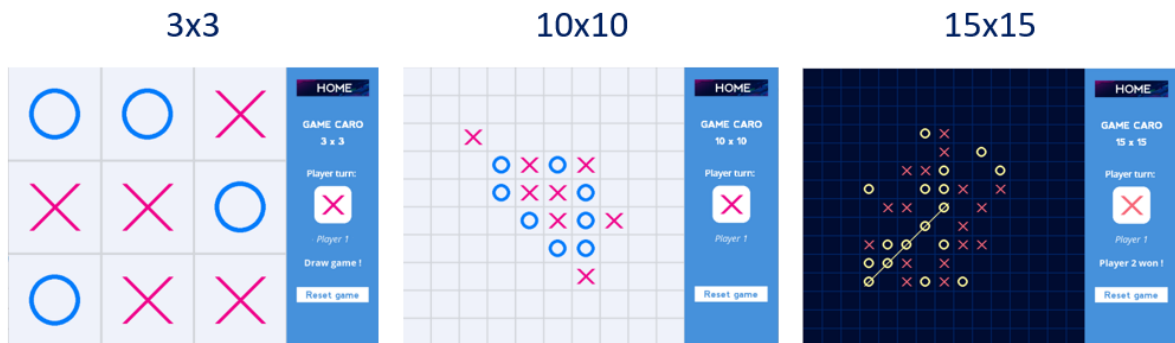 3x3
10x10
15x15
HOME
GAME CARO
3 x 3
Player turn:
Player 1
Draw game !
Reset game
HOME
GAME CARO
10 x 10
Player turn:
Player 1
Reset game
HOME
GAME CARO
15 x 15
Player turn:
Player 1
Player 2 won !
Reset game